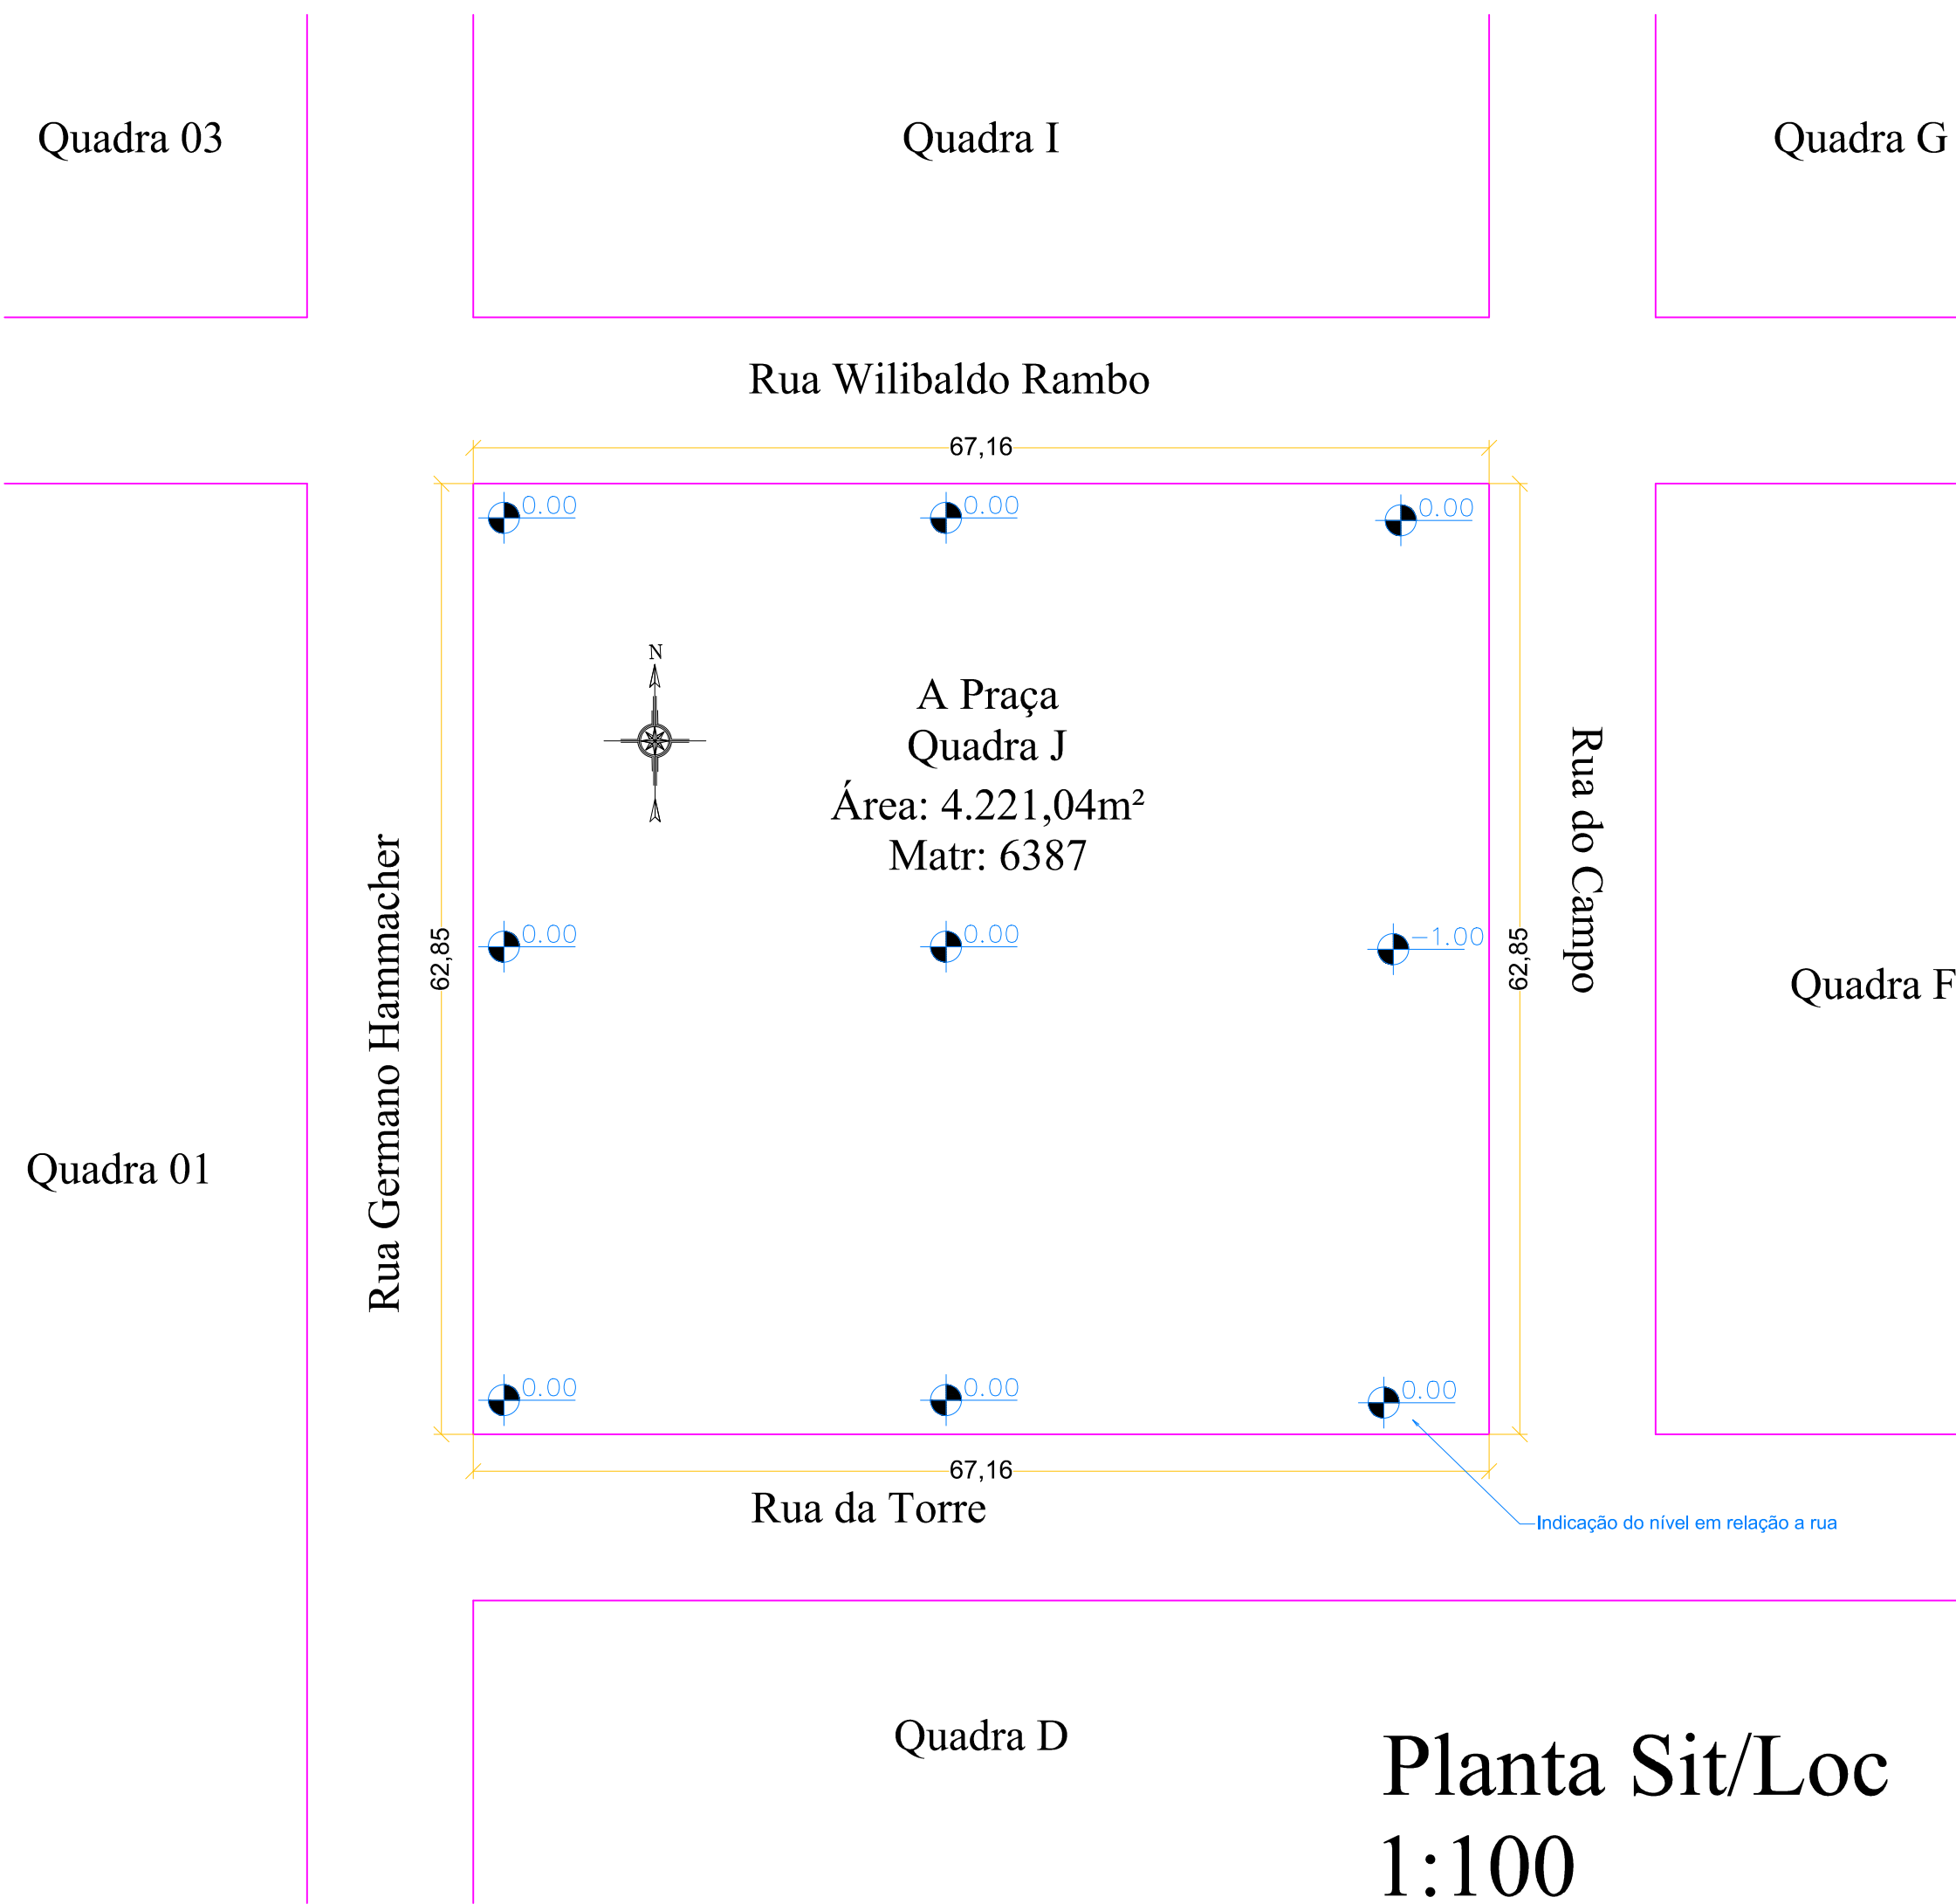 Quadra 03
Quadra I
Quadra G
Rua Wilibaldo Rambo
67,16
0.00
0.00
0.00
N
A Praça
Quadra J
Área: 4.221,04m²
Matr: 6387
Rua do Campo
Rua Germano Hammacher
62,85
0.00
0.00
-1.00
62,85
Quadra F
Quadra 01
0.00
0.00
0.00
67,16
Rua da Torre
Indicação do nível em relação a rua
Quadra D
Planta Sit/Loc
1:100